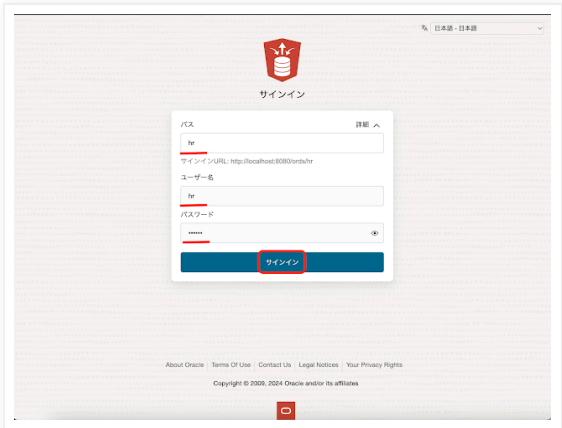 日本語 - 日本語
サインイン
パス 詳細
hr
サインインURL: http://localhost:8080/ords/hr
ユーザー名
hr
パスワード
••••••
サインイン
About Oracle | Terms Of Use | Contact Us | Legal Notices | Your Privacy Rights
Copyright © 2009, 2024 Oracle and/or its affiliates